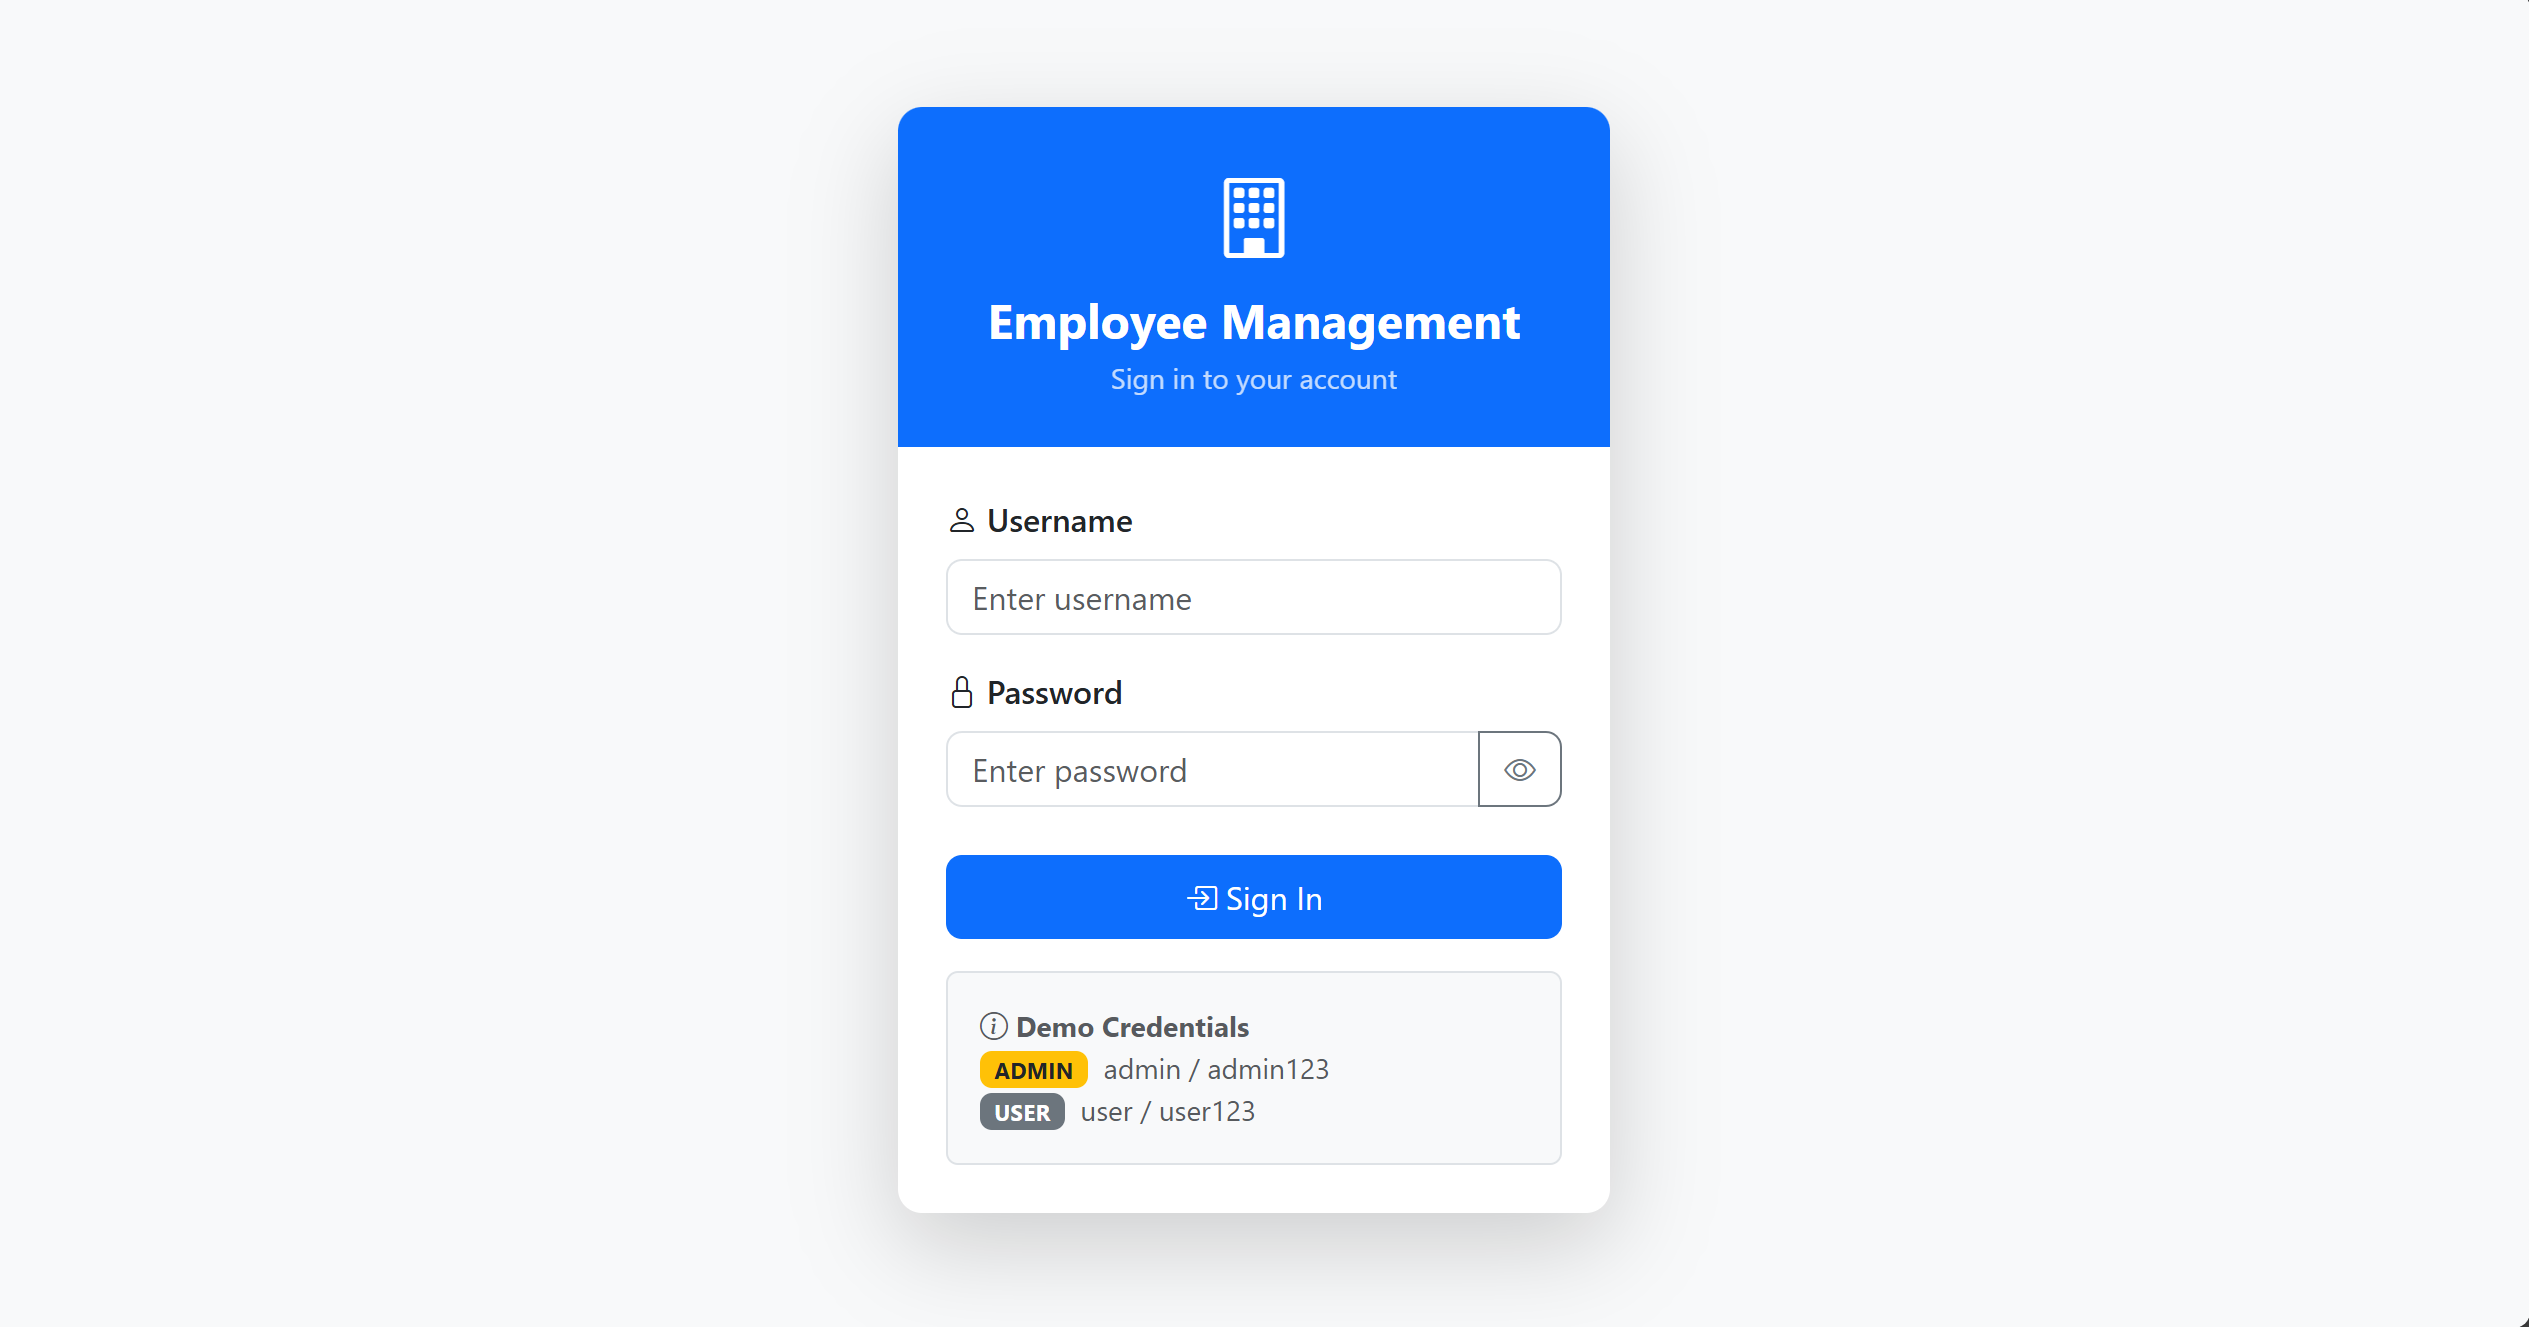 Employee Management
Sign in to your account
Username
Enter username
Password
Enter password
Sign In
Demo Credentials
ADMIN admin / admin123
USER user / user123